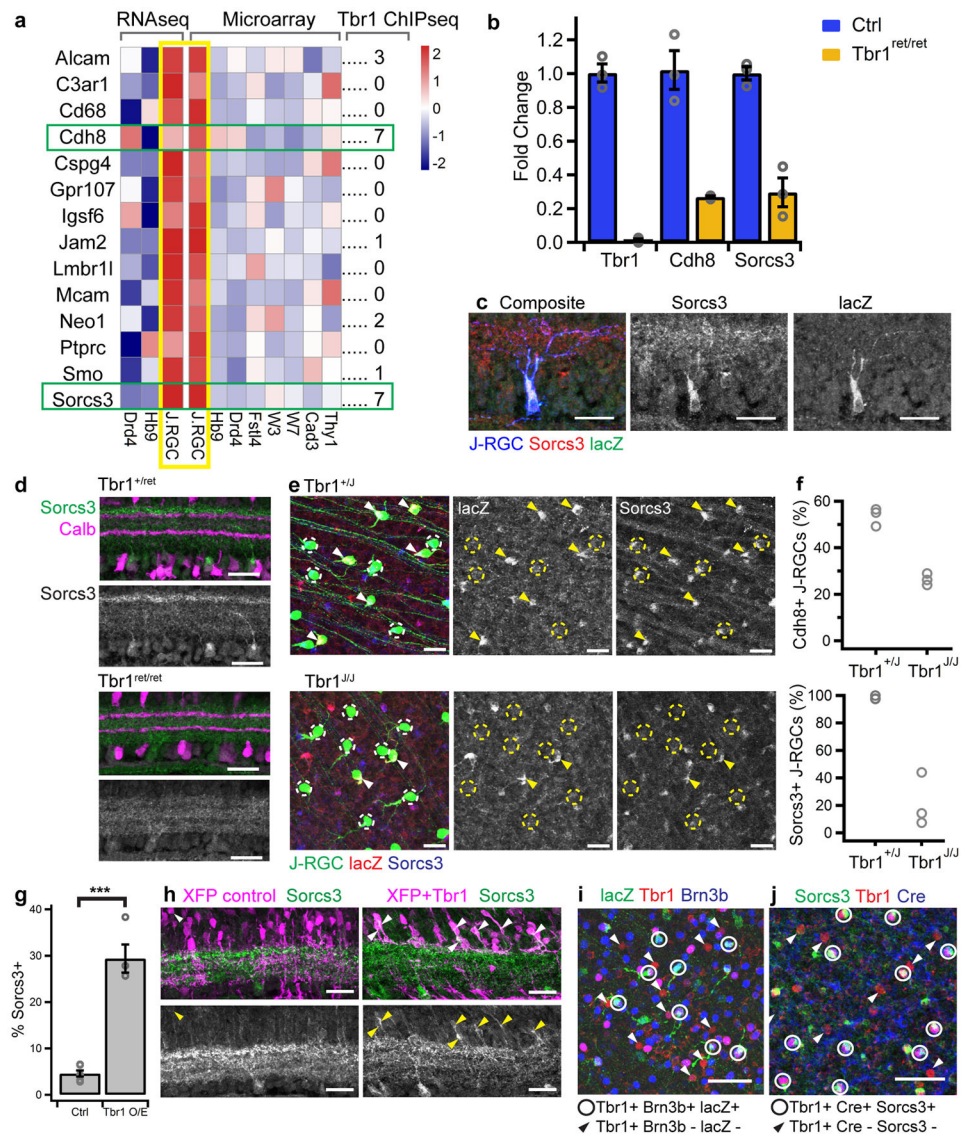 a
RNAseq Microarray Tbr1 ChIPseq
Alcam ..... 3
C3ar1 ..... 0
Cd68 ..... 0
Cdh8 ..... 7
Cspg4 ..... 0
Gpr107 ..... 0
Igsf6 ..... 0
Jam2 ..... 1
Lmbr1l ..... 0
Mcam ..... 0
Neo1 ..... 2
Ptprc ..... 0
Smo ..... 1
Sorcs3 ..... 7
Drd4 Hb9 J.RGC J.RGC Hb9 Drd4 Fstl4 W3 W7 Cad3 Thy1
2
1
0
-1
-2
b
Fold Change
1.2
1.0
0.8
0.6
0.4
0.2
0.0
Tbr1 Cdh8 Sorcs3
Ctrl
Tbr1ret/ret
c
Composite Sorcs3 lacZ
J-RGC Sorcs3 lacZ
d
Tbr1+/ret
Sorcs3
Calb
Sorcs3
Tbr1ret/ret
e
Tbr1+/J
lacZ Sorcs3
Tbr1J/J
J-RGC lacZ Sorcs3
f
Cdh8+ J-RGCs (%)
60
40
20
0
Tbr1+/J Tbr1J/J
Sorcs3+ J-RGCs (%)
100
80
60
40
20
0
Tbr1+/J Tbr1J/J
g
***
% Sorcs3+
40
30
20
10
0
Ctrl Tbr1 O/E
h
XFP control Sorcs3 XFP+Tbr1 Sorcs3
i
lacZ Tbr1 Brn3b
Tbr1+ Brn3b+ lacZ+
Tbr1+ Brn3b - lacZ -
j
Sorcs3 Tbr1 Cre
Tbr1+ Cre+ Sorcs3+
Tbr1+ Cre - Sorcs3 -